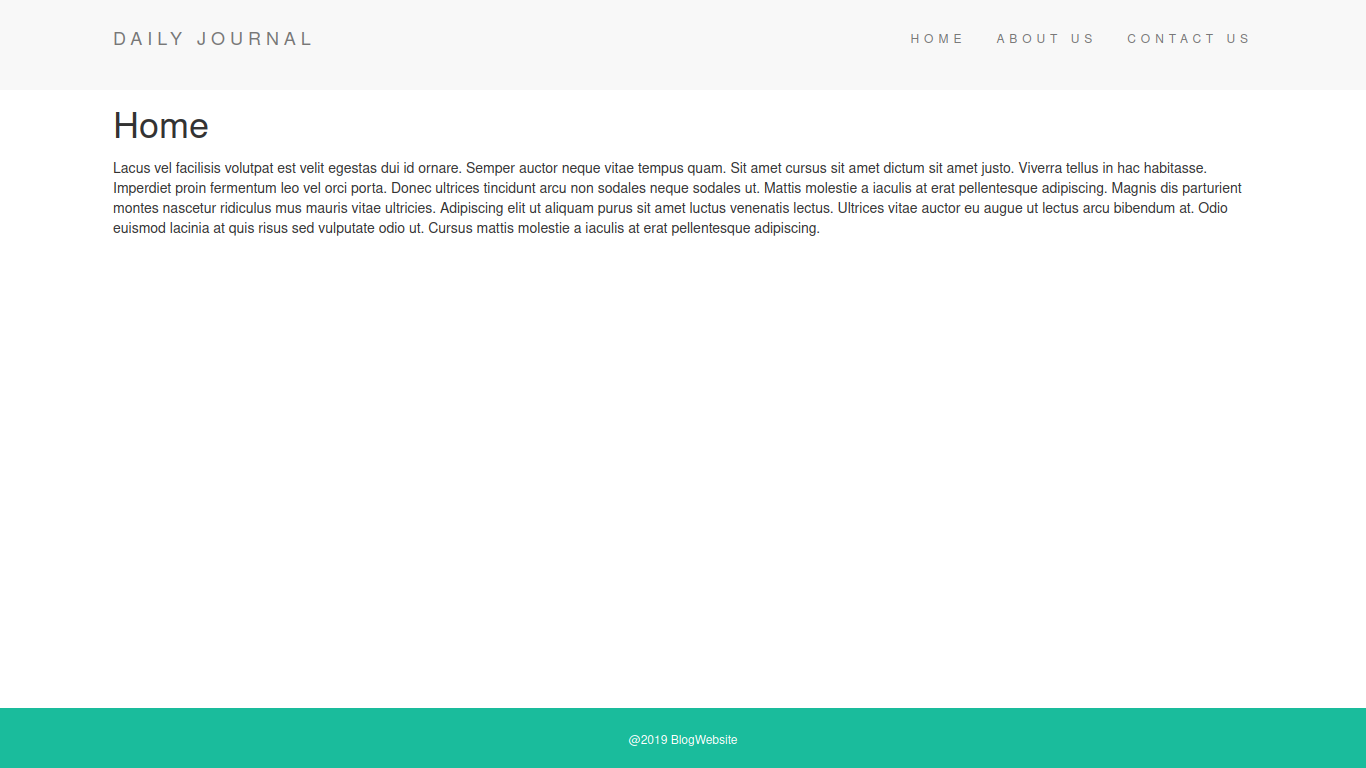 DAILY JOURNAL
HOME ABOUT US CONTACT US
Home
Lacus vel facilisis volutpat est velit egestas dui id ornare. Semper auctor neque vitae tempus quam. Sit amet cursus sit amet dictum sit amet justo. Viverra tellus in hac habitasse.
Imperdiet proin fermentum leo vel orci porta. Donec ultrices tincidunt arcu non sodales neque sodales ut. Mattis molestie a iaculis at erat pellentesque adipiscing. Magnis dis parturient
montes nascetur ridiculus mus mauris vitae ultricies. Adipiscing elit ut aliquam purus sit amet luctus venenatis lectus. Ultrices vitae auctor eu augue ut lectus arcu bibendum at. Odio
euismod lacinia at quis risus sed vulputate odio ut. Cursus mattis molestie a iaculis at erat pellentesque adipiscing.
@2019 BlogWebsite